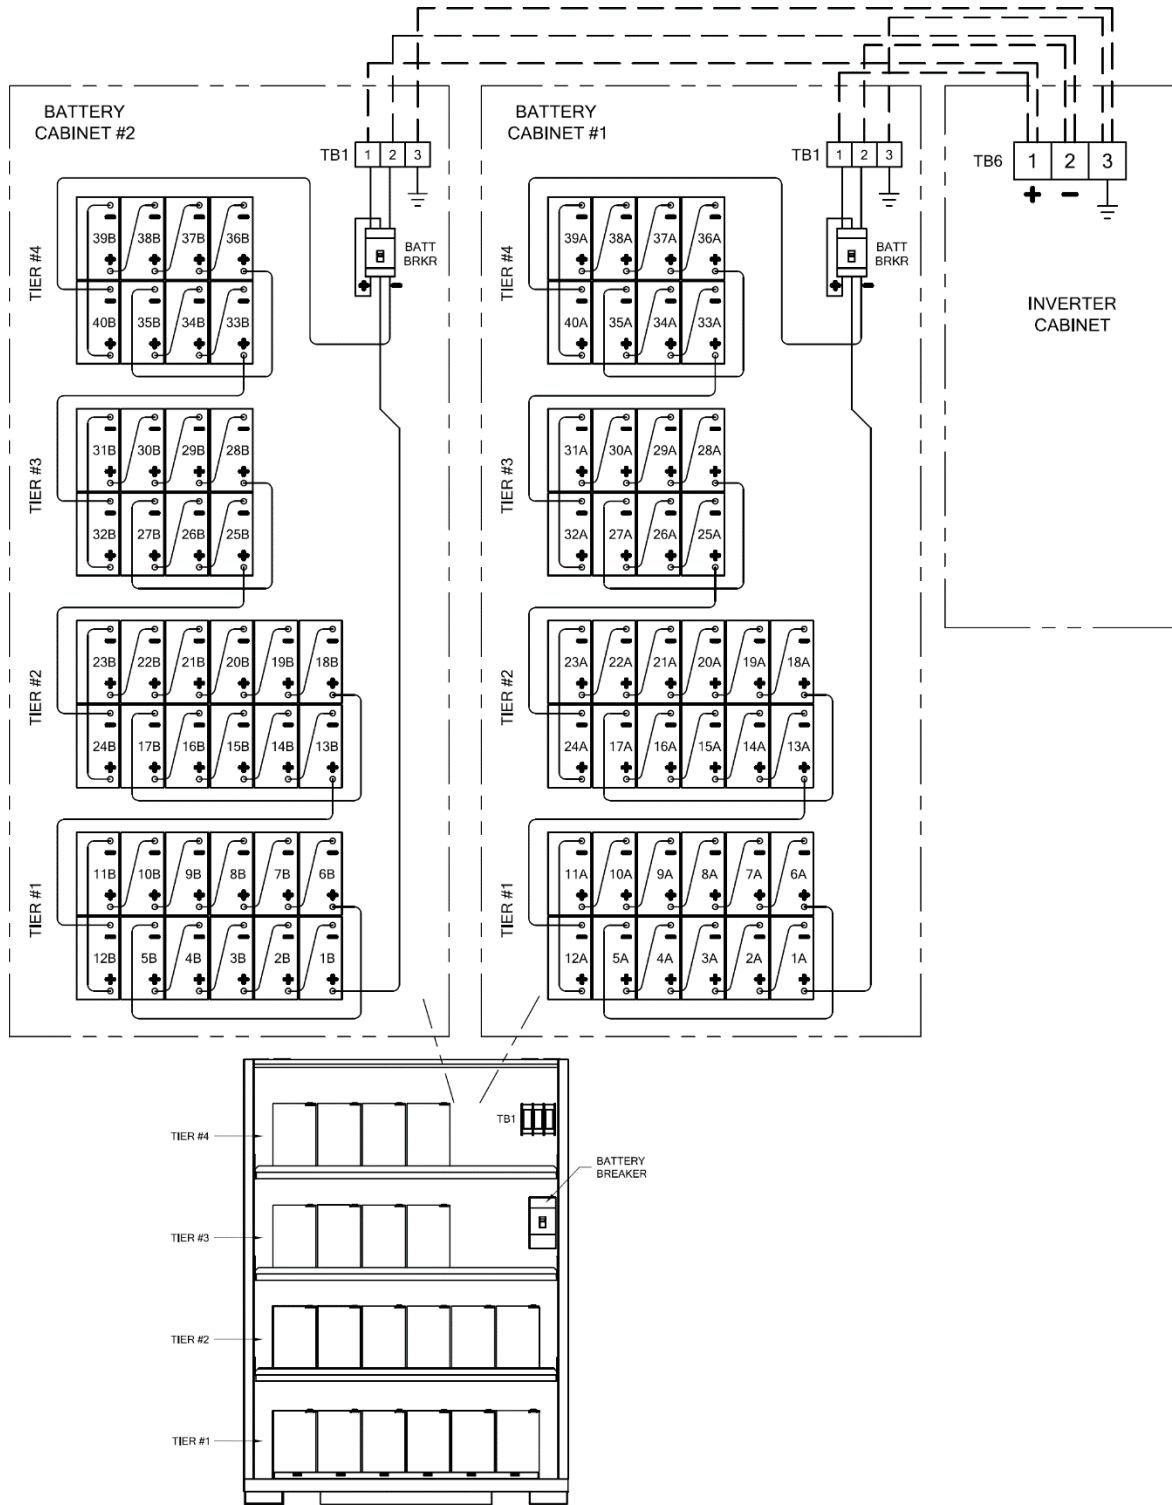 BATTERY
CABINET #2
TB1 1 2 3
BATTERY
CABINET #1
TB1 1 2 3
TB6 1 2 3
+ −
INVERTER
CABINET
TIER #4
39B 38B 37B 36B
40B 35B 34B 33B
BATT
BRKR
+ −
TIER #3
31B 30B 29B 28B
32B 27B 26B 25B
TIER #2
23B 22B 21B 20B 19B 18B
24B 17B 16B 15B 14B 13B
TIER #1
11B 10B 9B 8B 7B 6B
12B 5B 4B 3B 2B 1B
TIER #4
39A 38A 37A 36A
40A 35A 34A 33A
BATT
BRKR
+ −
TIER #3
31A 30A 29A 28A
32A 27A 26A 25A
TIER #2
23A 22A 21A 20A 19A 18A
24A 17A 16A 15A 14A 13A
TIER #1
11A 10A 9A 8A 7A 6A
12A 5A 4A 3A 2A 1A
TB1
TIER #4
BATTERY
BREAKER
TIER #3
TIER #2
TIER #1